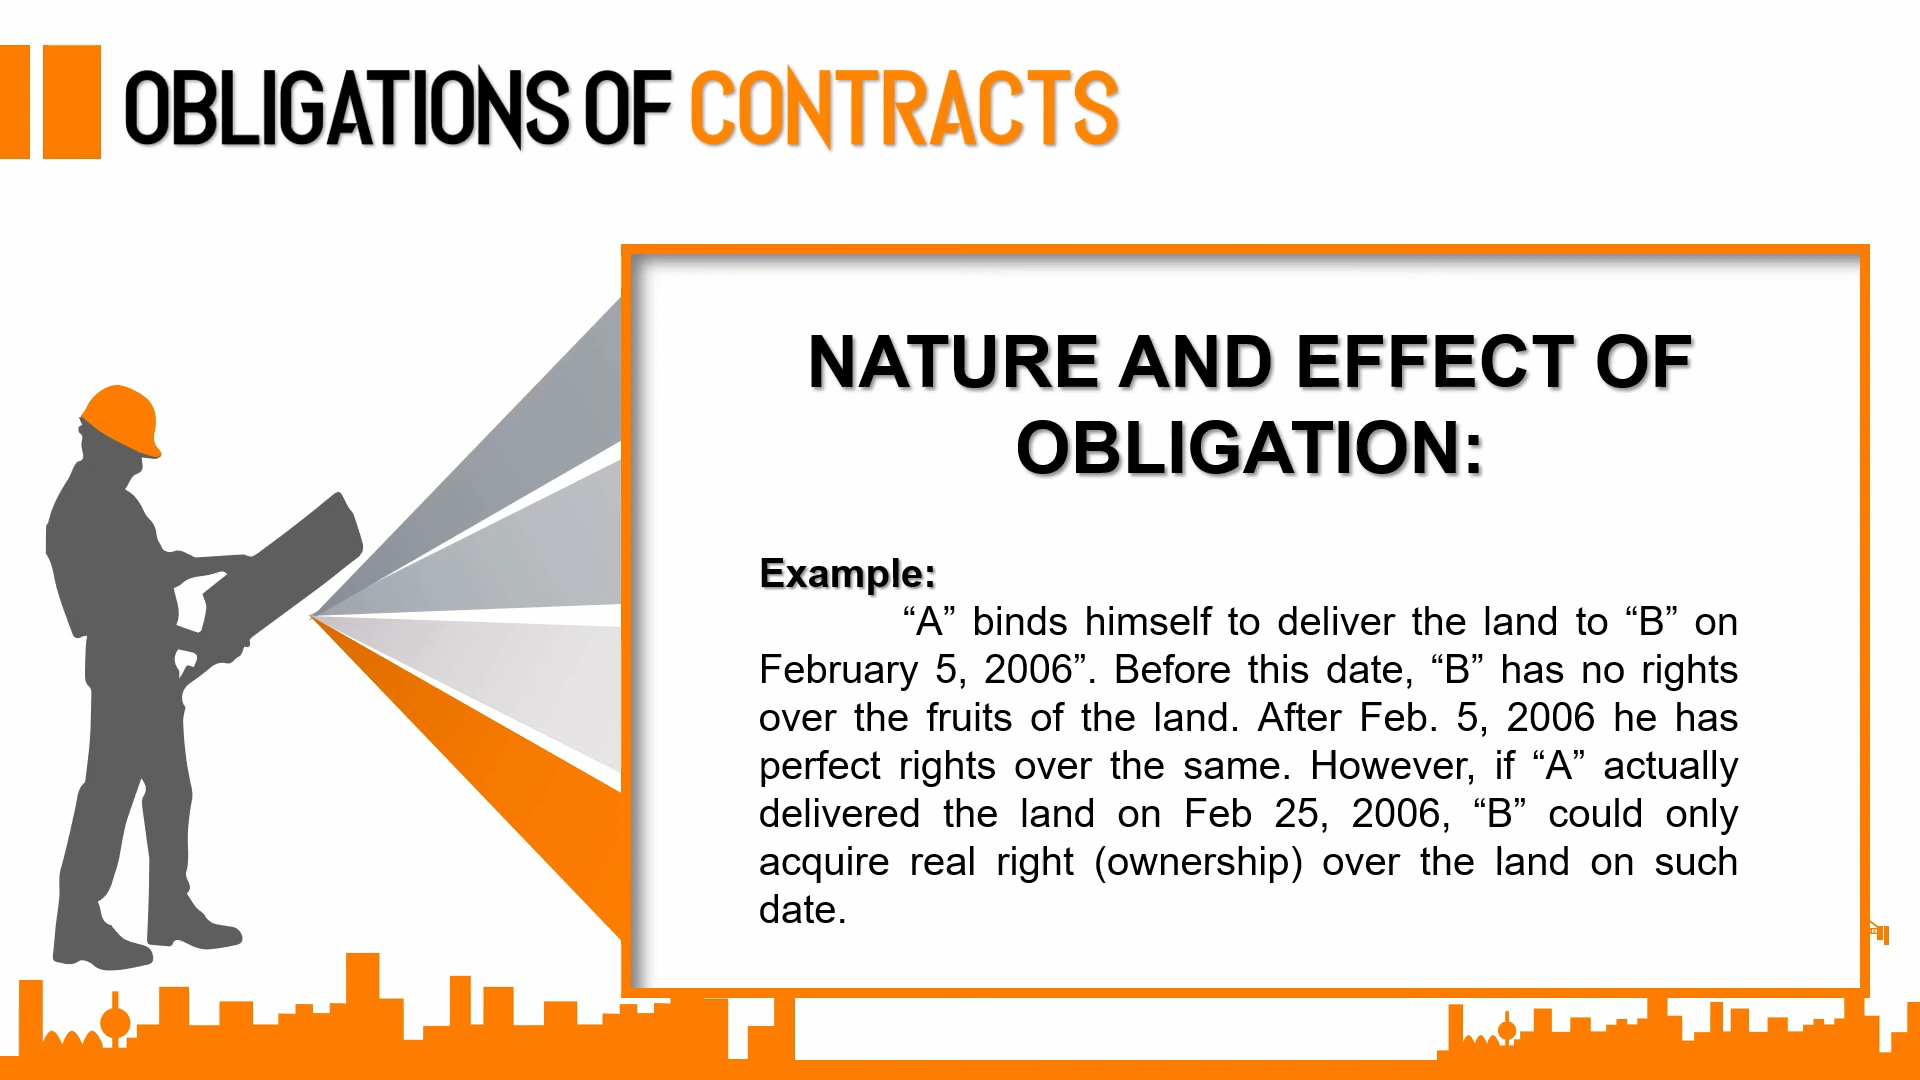 OBLIGATIONS OF CONTRACTS
NATURE AND EFFECT OF
OBLIGATION:
Example:
“A” binds himself to deliver the land to “B” on
February 5, 2006”. Before this date, “B” has no rights
over the fruits of the land. After Feb. 5, 2006 he has
perfect rights over the same. However, if “A” actually
delivered the land on Feb 25, 2006, “B” could only
acquire real right (ownership) over the land on such
date.